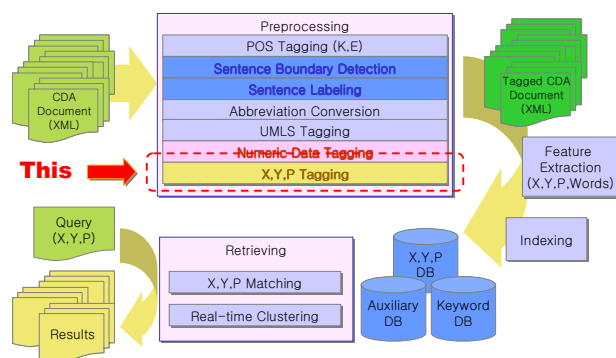 Preprocessing
POS Tagging (K,E)
Sentence Boundary Detection
Sentence Labeling
Abbreviation Conversion
UMLS Tagging
Numeric Data Tagging
X,Y,P Tagging
CDA
Document
(XML)
Tagged CDA
Document
(XML)
This
Feature
Extraction
(X,Y,P,Words)
Indexing
Query
(X,Y,P)
Retrieving
X,Y,P Matching
Real-time Clustering
Results
X,Y,P
DB
Auxiliary
DB
Keyword
DB